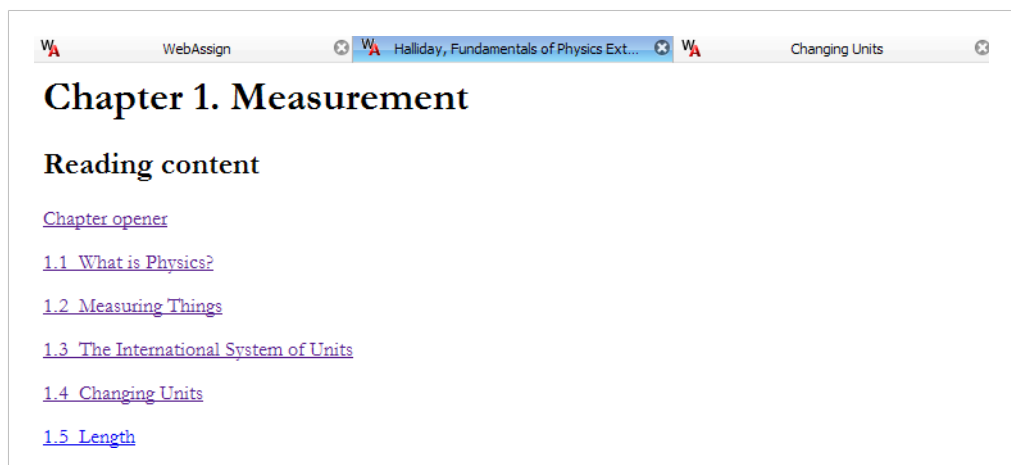 WA WebAssign WA Halliday, Fundamentals of Physics Ext... WA Changing Units
Chapter 1. Measurement
Reading content
Chapter opener
1.1 What is Physics?
1.2 Measuring Things
1.3 The International System of Units
1.4 Changing Units
1.5 Length